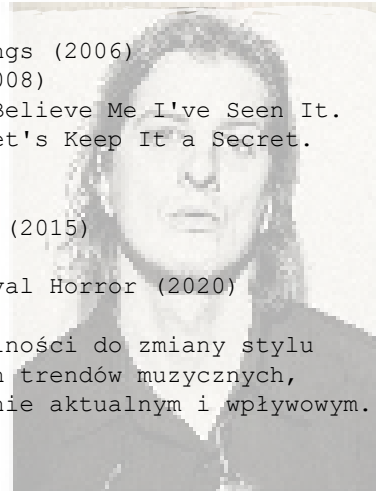 ngs (2006)
008)
Believe Me I've Seen It.
et's Keep It a Secret.
(2015)
val Horror (2020)
lności do zmiany stylu
h trendów muzycznych,
nie aktualnym i wpływowym.